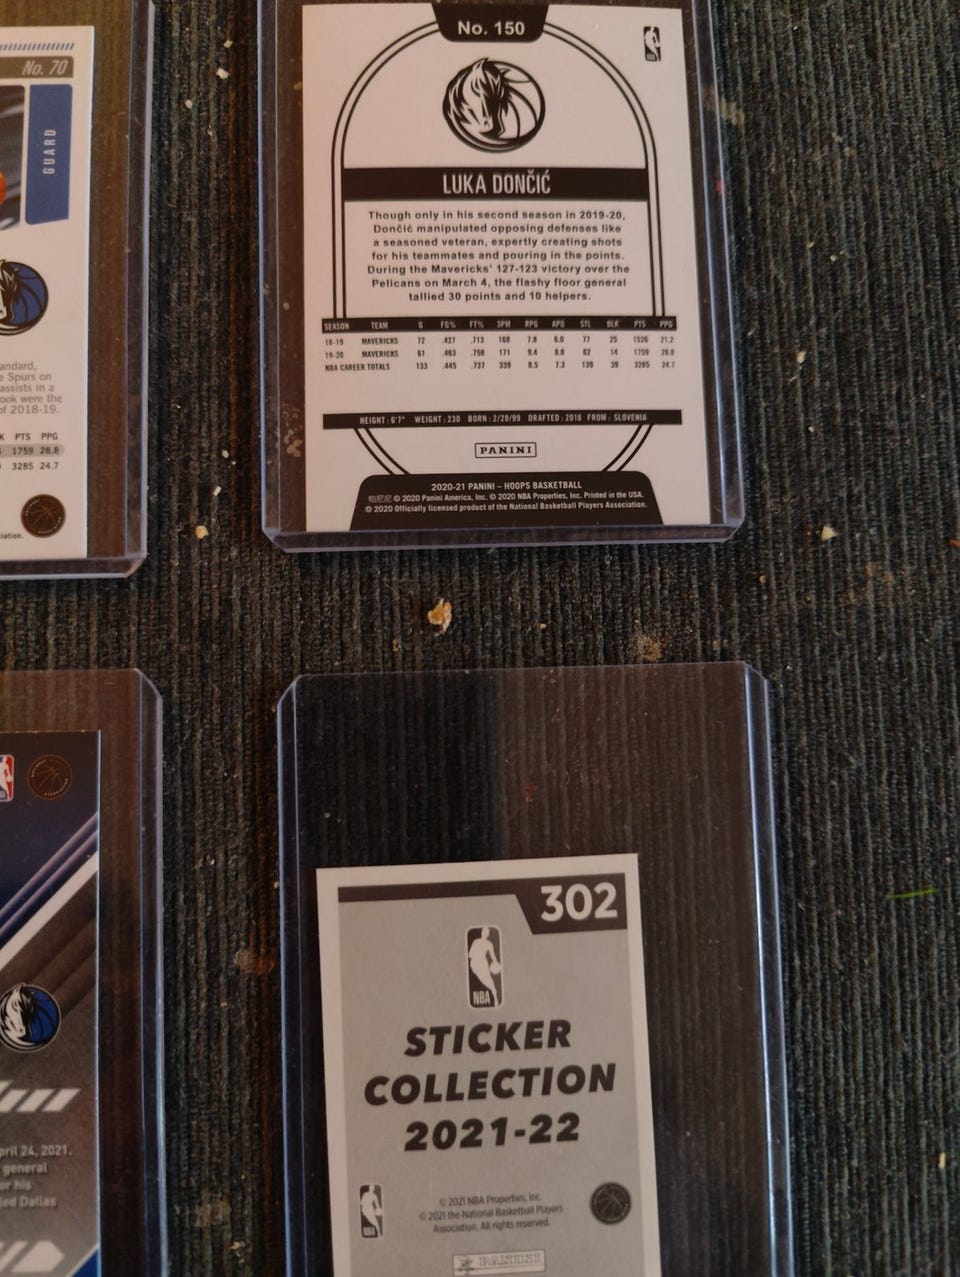 No. 70
GUARD
andard,
e Spurs on
assists in a
ook were the
of 2018-19.
K PTS PPG
1759 28.8
3285 24.7
iation.
No. 150
LUKA DONČIĆ
Though only in his second season in 2019-20,
Dončić manipulated opposing defenses like
a seasoned veteran, expertly creating shots
for his teammates and pouring in the points.
During the Mavericks' 127-123 victory over the
Pelicans on March 4, the flashy floor general
tallied 30 points and 10 helpers.
SEASON TEAM G FG% FT% 3PM RPG APG STL BLK PTS PPG
18-19 MAVERICKS 72 .427 .713 168 7.8 6.0 77 25 1526 21.2
19-20 MAVERICKS 61 .463 .758 171 9.4 8.8 62 14 1759 28.8
NBA CAREER TOTALS 133 .445 .737 339 8.5 7.3 139 39 3285 24.7
HEIGHT: 6'7" WEIGHT: 230 BORN: 2/28/99 DRAFTED: 2018 FROM: SLOVENIA
PANINI
2020-21 PANINI – HOOPS BASKETBALL
帕尼尼 © 2020 Panini America, Inc. © 2020 NBA Properties, Inc. Printed in the USA.
© 2020 Officially licensed product of the National Basketball Players Association.
pril 24, 2021.
general
or his
led Dallas
302
NBA
STICKER
COLLECTION
2021-22
© 2021 NBA Properties, Inc.
© 2021 the National Basketball Players
Association. All rights reserved.
PANINI